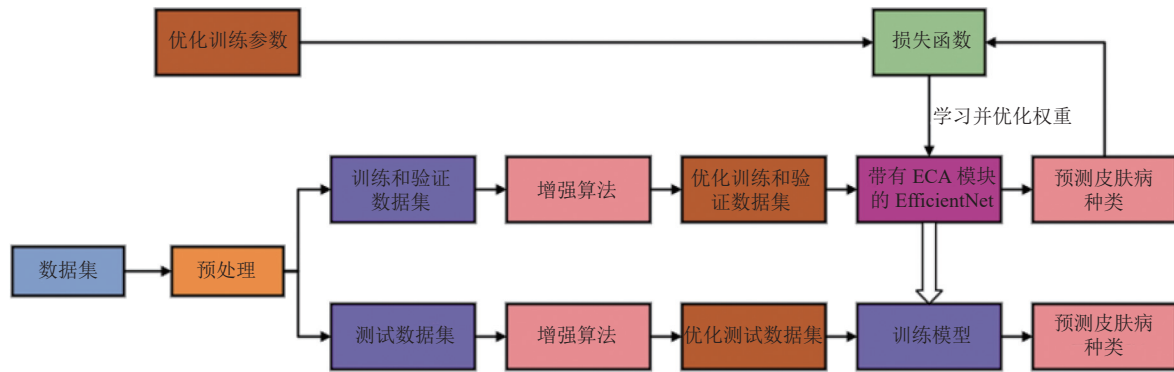 优化训练参数
损失函数
学习并优化权重
训练和验证
数据集
增强算法
优化训练和验
证数据集
带有 ECA 模块
的 EfficientNet
预测皮肤病
种类
数据集
预处理
测试数据集
增强算法
优化测试数据集
训练模型
预测皮肤病
种类